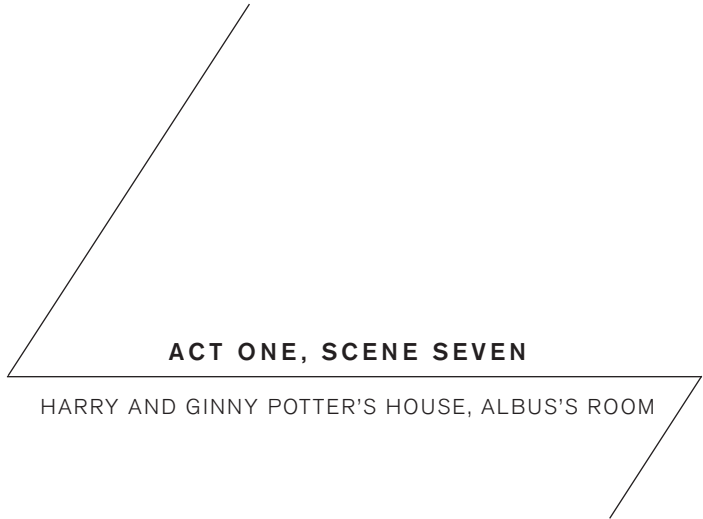 ACT ONE, SCENE SEVEN
HARRY AND GINNY POTTER'S HOUSE, ALBUS'S ROOM